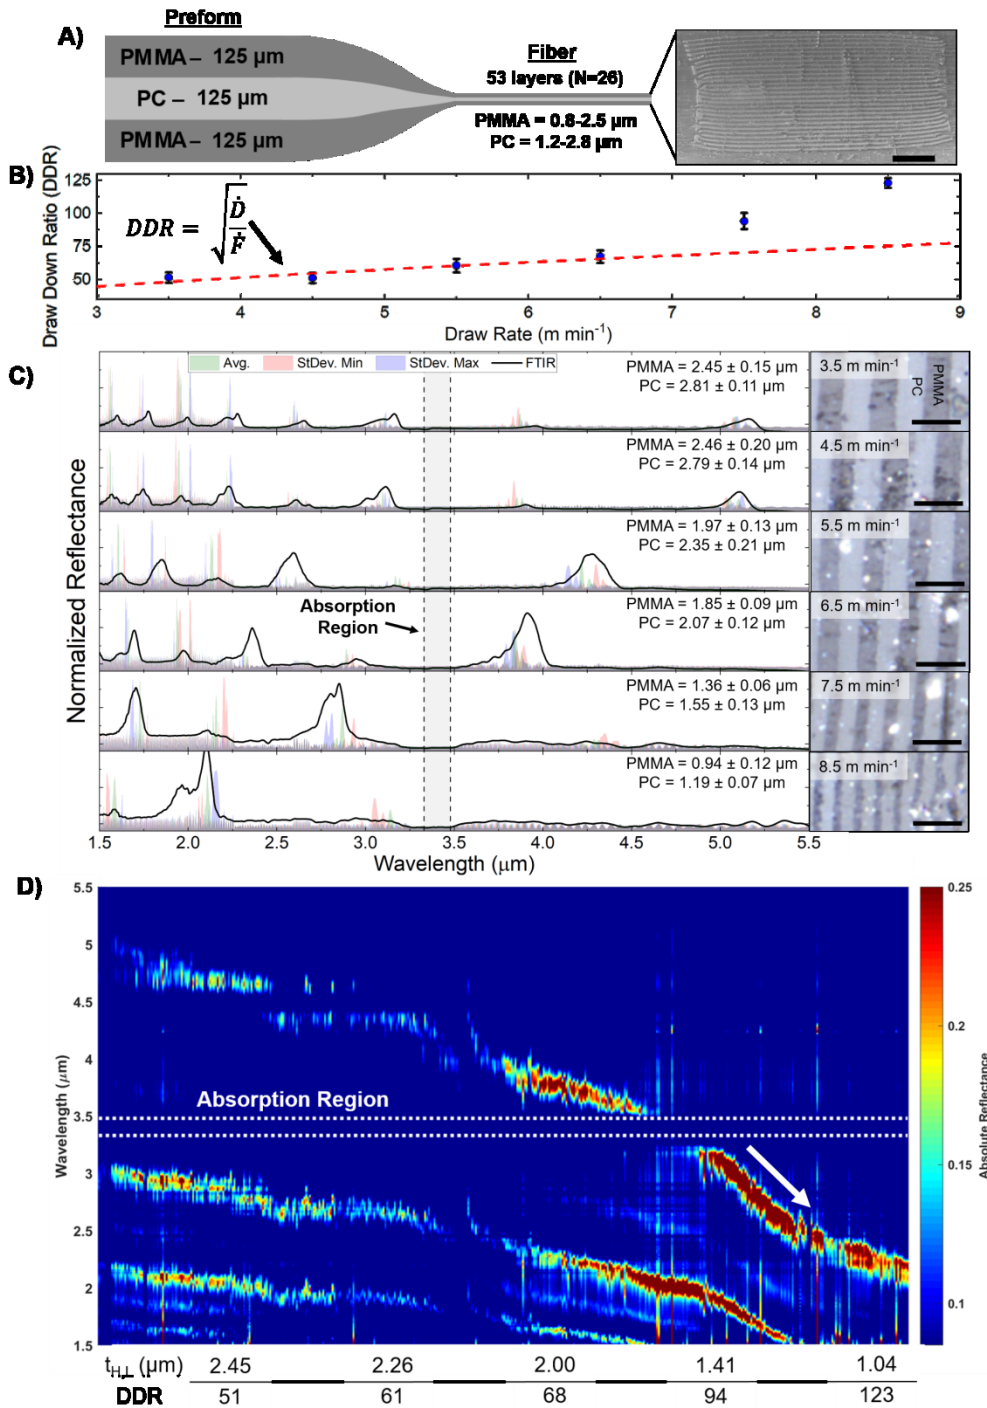 A)
Preform
PMMA – 125 µm
PC – 125 µm
PMMA – 125 µm
Fiber
53 layers (N=26)
PMMA = 0.8-2.5 µm
PC = 1.2-2.8 µm
B)
Draw Down Ratio (DDR)
125
100
75
50
DDR = √(Ḋ/Ḟ)
3 4 5 6 7 8 9
Draw Rate (m min⁻¹)
C)
Avg. StDev. Min StDev. Max FTIR
Normalized Reflectance
PMMA = 2.45 ± 0.15 µm
PC = 2.81 ± 0.11 µm
3.5 m min⁻¹
PMMA
PC
PMMA = 2.46 ± 0.20 µm
PC = 2.79 ± 0.14 µm
4.5 m min⁻¹
PMMA = 1.97 ± 0.13 µm
PC = 2.35 ± 0.21 µm
5.5 m min⁻¹
Absorption
Region
PMMA = 1.85 ± 0.09 µm
PC = 2.07 ± 0.12 µm
6.5 m min⁻¹
PMMA = 1.36 ± 0.06 µm
PC = 1.55 ± 0.13 µm
7.5 m min⁻¹
PMMA = 0.94 ± 0.12 µm
PC = 1.19 ± 0.07 µm
8.5 m min⁻¹
1.5 2.0 2.5 3.0 3.5 4.0 4.5 5.0 5.5
Wavelength (µm)
D)
Wavelength (µm)
5.5
5
4.5
4
3.5
3
2.5
2
1.5
Absorption Region
0.25
0.2
0.15
0.1
Absolute Reflectance
t_H,⊥ (µm) 2.45 2.26 2.00 1.41 1.04
DDR 51 61 68 94 123